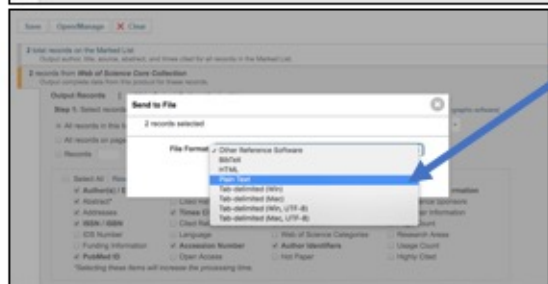 Save Open/Manage X Clear
2 total records on the Marked List
Output author, title, source, abstract, and times cited for all records in the Marked List.
2 records from Web of Science Core Collection
Output complete data from this product for these records.
Output Records
Step 1. Select records
Send to File
2 records selected
All records in this
All records on page
Records
File Format
Other Reference Software
BibTeX
HTML
Plain Text
Tab-delimited (Win)
Tab-delimited (Mac)
Tab-delimited (Win, UTF-8)
Tab-delimited (Mac, UTF-8)
Select All
Author(s) / E
Abstract*
Addresses Times Ci
ISSN / ISBN
IDS Number Language Web of Science Categories Research Areas
Funding Information Accession Number Author Identifiers Usage Count
PubMed ID Open Access Hot Paper Highly Cited
*Selecting these items will increase the processing time.